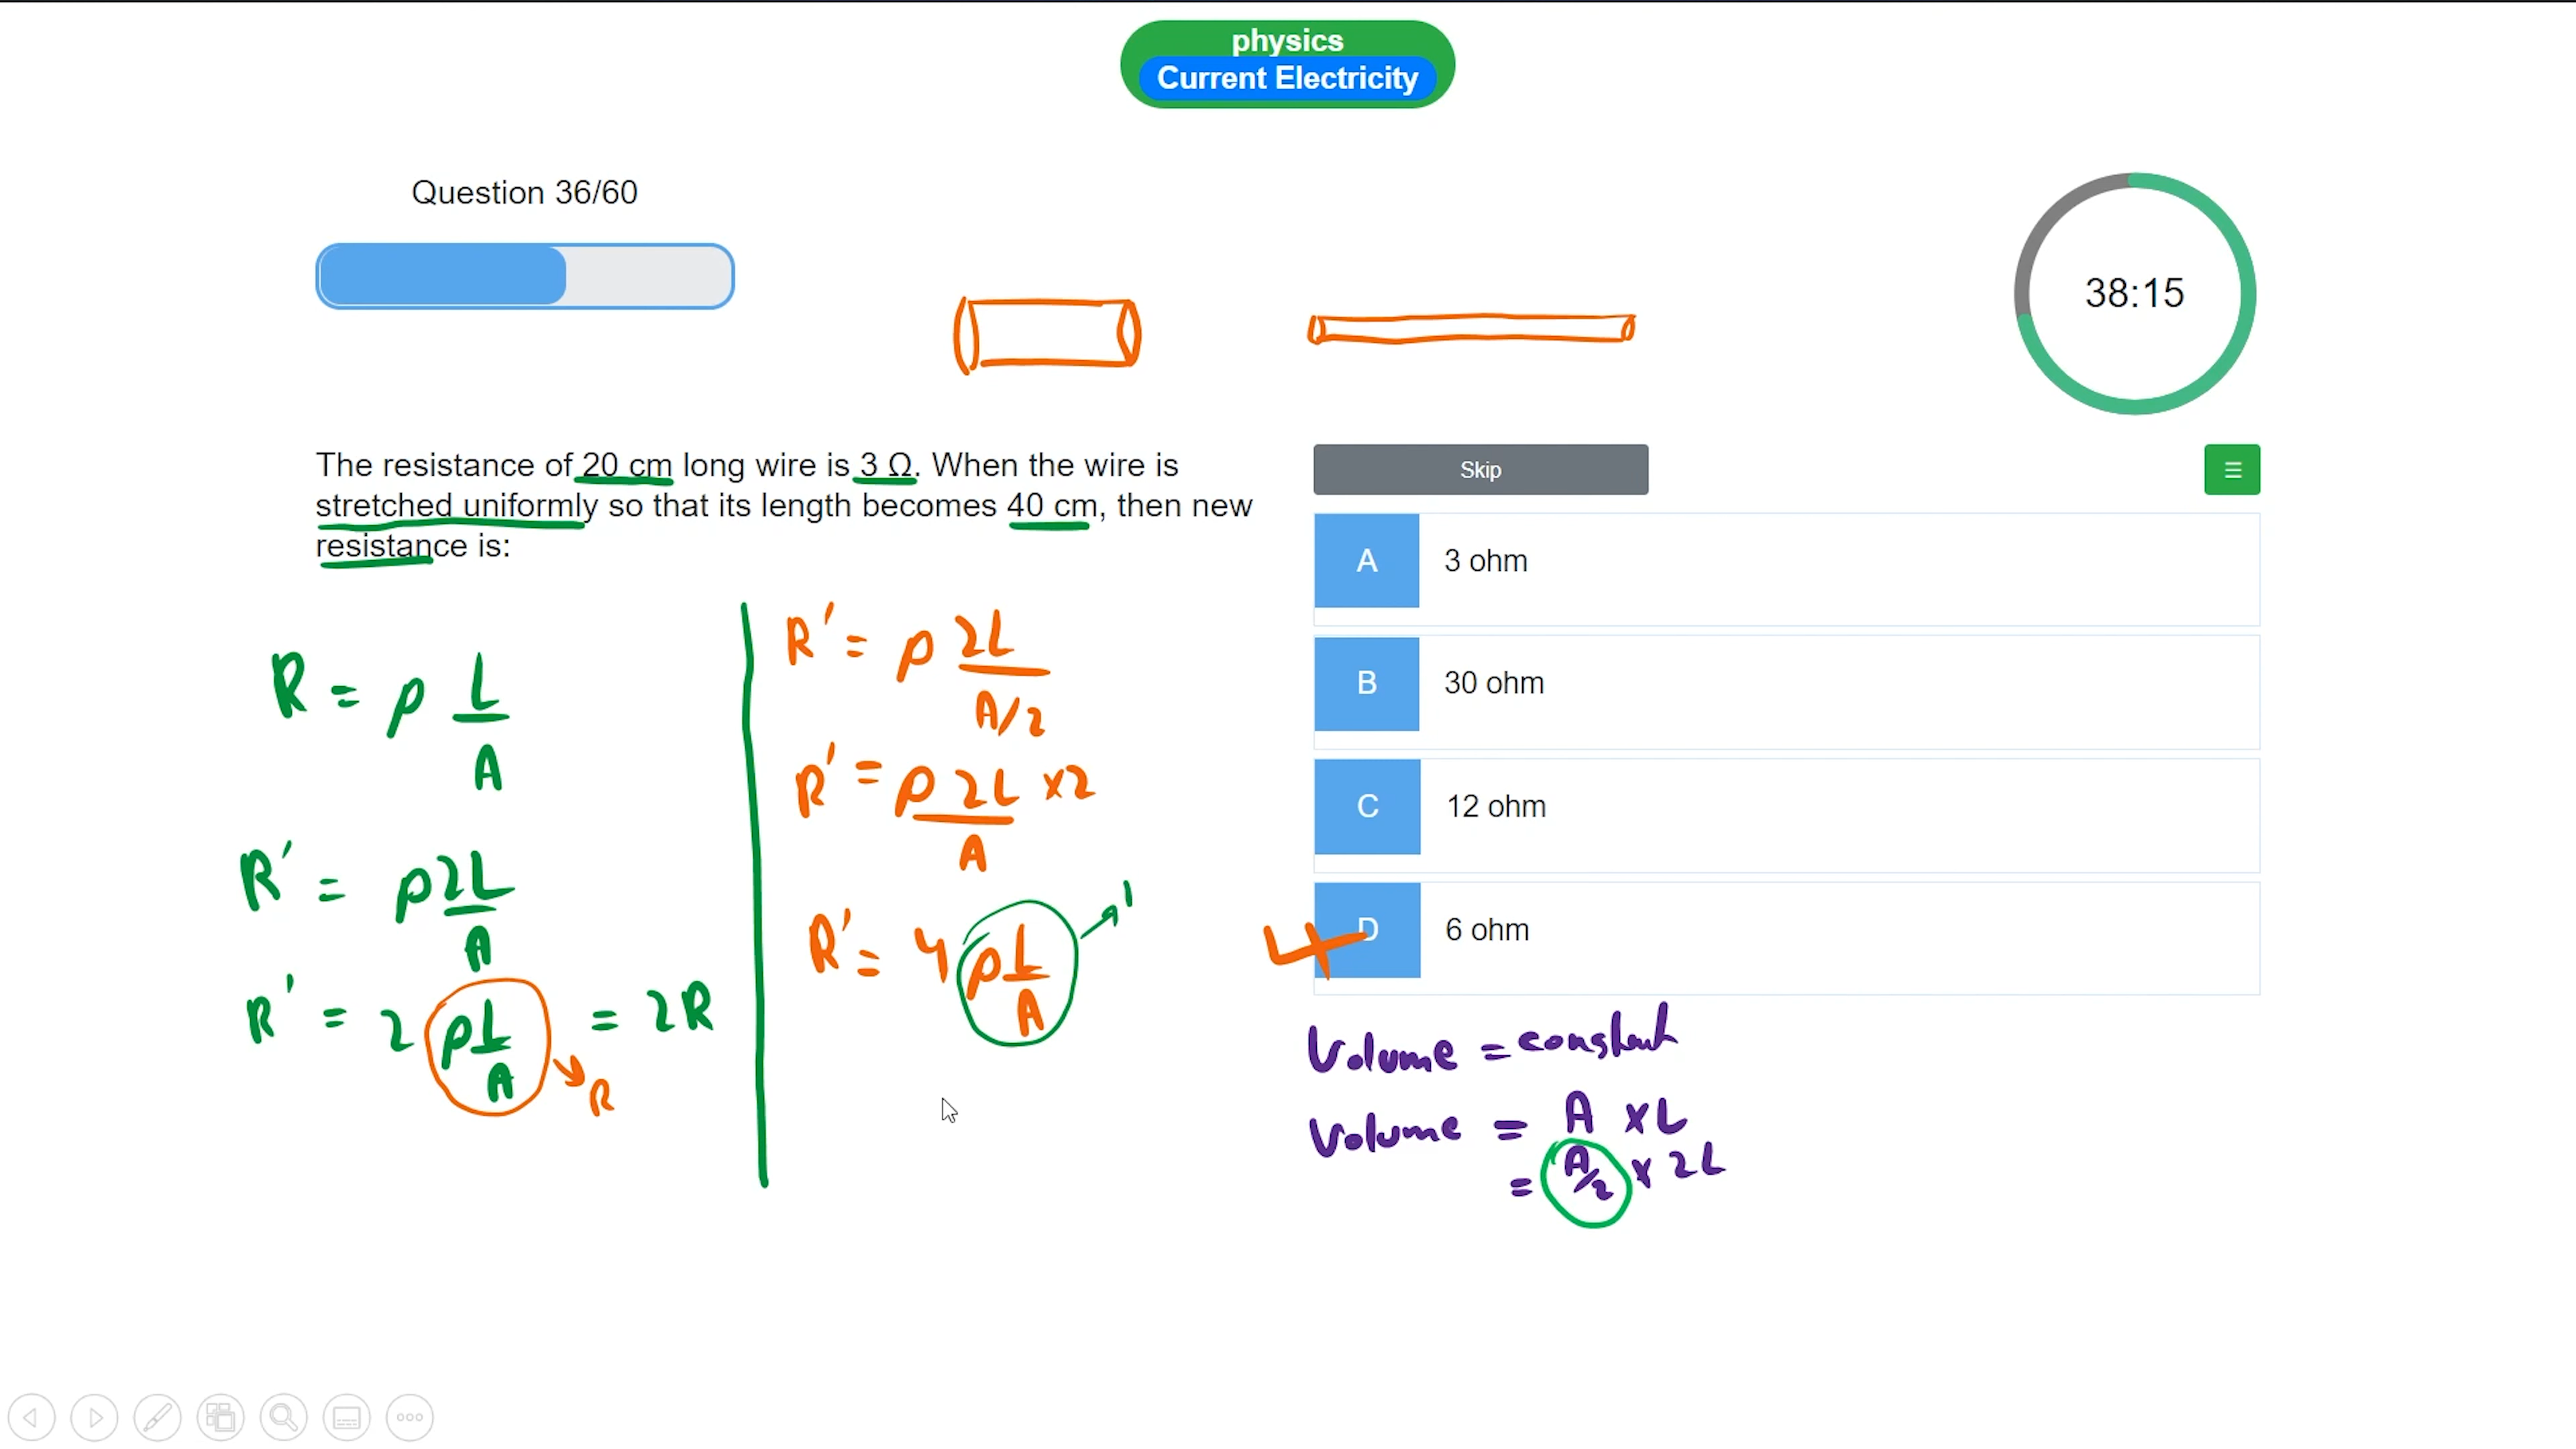 physics
Current Electricity
Question 36/60
38:15
The resistance of 20 cm long wire is 3 Ω. When the wire is
stretched uniformly so that its length becomes 40 cm, then new
resistance is:
Skip
A 3 ohm
B 30 ohm
C 12 ohm
D 6 ohm
R = ρ L/A
R' = ρ2L/A
R' = 2 ρL/A = 2R
R
R' = ρ 2L/A/2
R' = ρ 2L/A ×2
R' = 4 ρL/A
Volume = constant
Volume = A × L
= A/2 × 2L